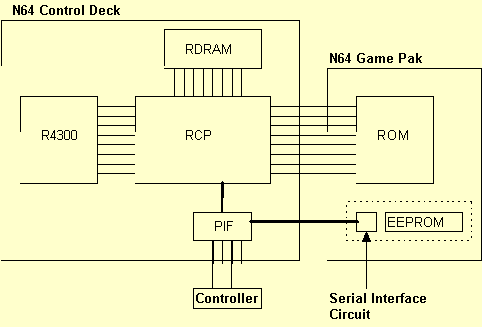 N64 Control Deck
RDRAM
N64 Game Pak
R4300
RCP
ROM
PIF
EEPROM
Controller
Serial Interface
Circuit